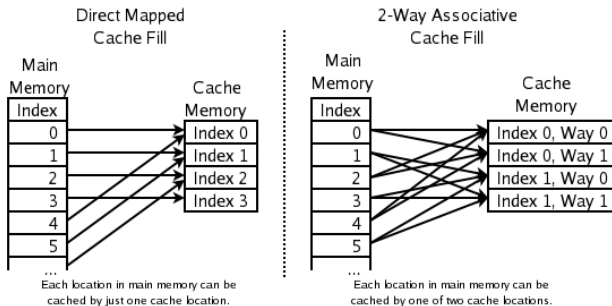 Direct Mapped
Cache Fill
Main
Memory
Index
0
1
2
3
4
5
...
Cache
Memory
Index 0
Index 1
Index 2
Index 3
Each location in main memory can be
cached by just one cache location.
2-Way Associative
Cache Fill
Main
Memory
Index
0
1
2
3
4
5
...
Cache
Memory
Index 0, Way 0
Index 0, Way 1
Index 1, Way 0
Index 1, Way 1
Each location in main memory can be
cached by one of two cache locations.